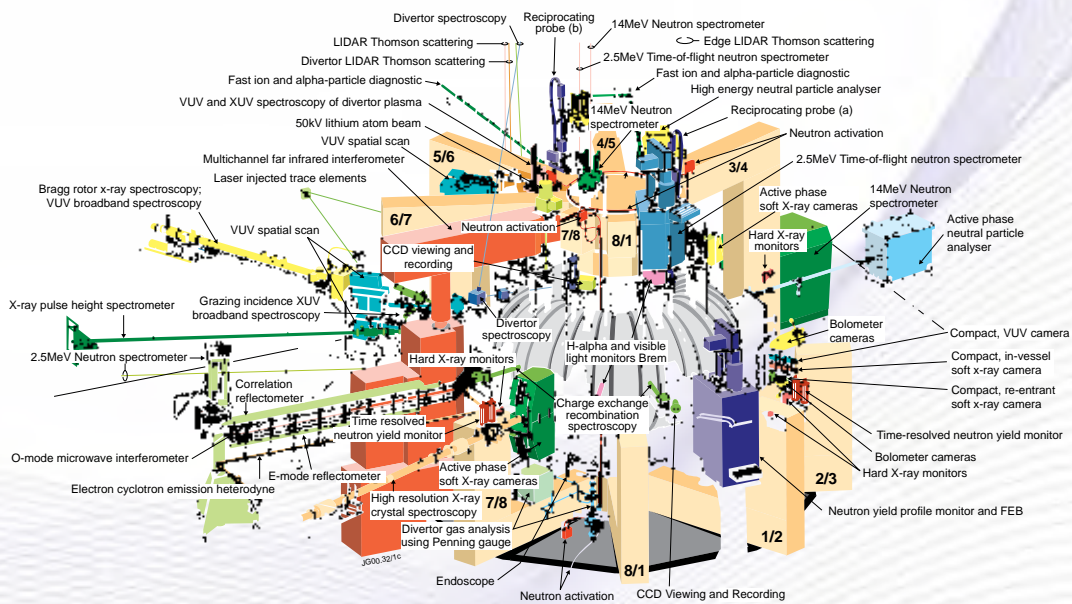 Divertor spectroscopy
Reciprocating
probe (b)
14MeV Neutron spectrometer
LIDAR Thomson scattering
Edge LIDAR Thomson scattering
Divertor LIDAR Thomson scattering
2.5MeV Time-of-flight neutron spectrometer
Fast ion and alpha-particle diagnostic
Fast ion and alpha-particle diagnostic
High energy neutral particle analyser
VUV and XUV spectroscopy of divertor plasma
14MeV Neutron
spectrometer
Reciprocating probe (a)
50kV lithium atom beam
Neutron activation
VUV spatial scan
4/5
5/6
3/4
Multichannel far infrared interferometer
2.5MeV Time-of-flight neutron spectrometer
Laser injected trace elements
Bragg rotor x-ray spectroscopy;
VUV broadband spectroscopy
Active phase
soft X-ray cameras
14MeV Neutron
spectrometer
6/7
Active phase
neutral particle
analyser
VUV spatial scan
Neutron activation
7/8
8/1
Hard X-ray
monitors
CCD viewing and
recording
X-ray pulse height spectrometer
Grazing incidence XUV
broadband spectroscopy
Divertor
spectroscopy
Bolometer
cameras
Compact, VUV camera
H-alpha and visible
light monitors Brem
2.5MeV Neutron spectrometer
Hard X-ray monitors
Compact, in-vessel
soft x-ray camera
Correlation
reflectometer
Compact, re-entrant
soft x-ray camera
Charge exchange
recombination
spectroscopy
Time resolved
neutron yield monitor
Time-resolved neutron yield monitor
O-mode microwave interferometer
Bolometer cameras
Active phase
soft X-ray cameras
E-mode reflectometer
Hard X-ray monitors
2/3
Electron cyclotron emission heterodyne
High resolution X-ray
crystal spectroscopy
7/8
Neutron yield profile monitor and FEB
Divertor gas analysis
using Penning gauge
1/2
JG00.32/1c
8/1
Endoscope
Neutron activation
CCD Viewing and Recording